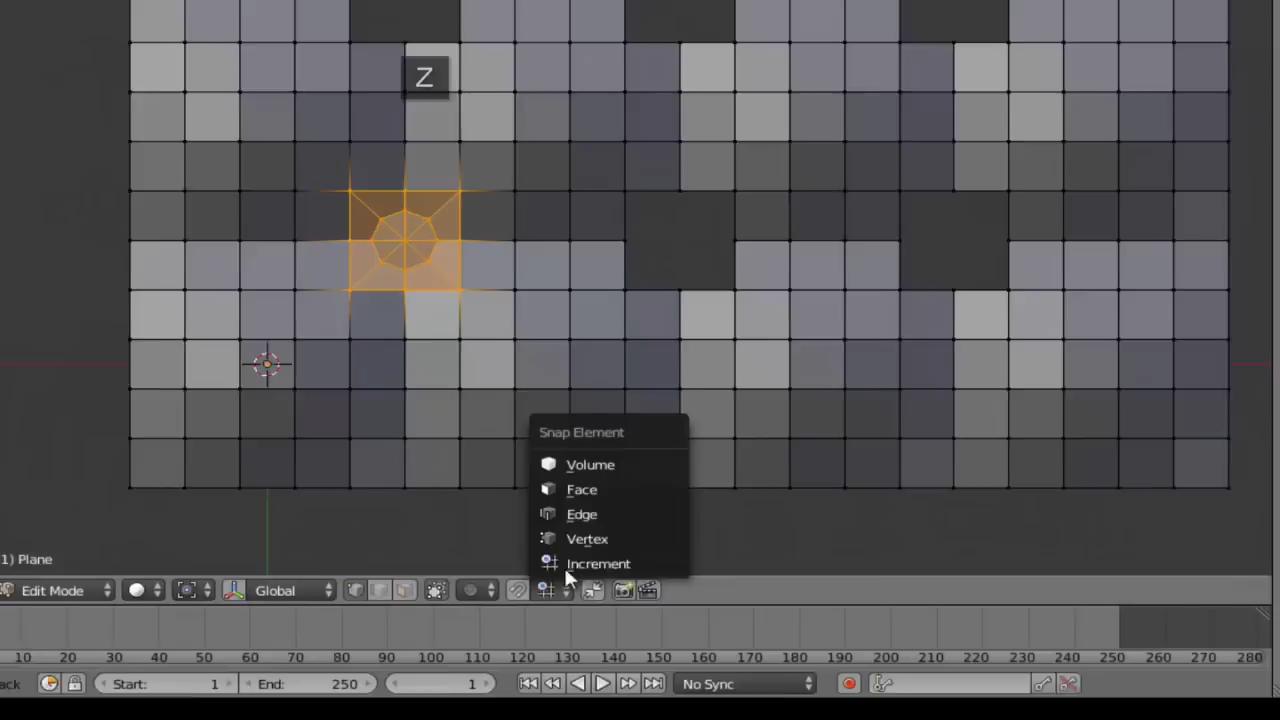 Z
Snap Element
Volume
Face
Edge
Vertex
Increment
1) Plane
Edit Mode
Global
10 20 30 40 50 60 70 80 90 100 110 120 130 140 150 160 170 180 190 200 210 220 230 240 250 260 270 280
ack
Start: 1
End: 250
1
No Sync